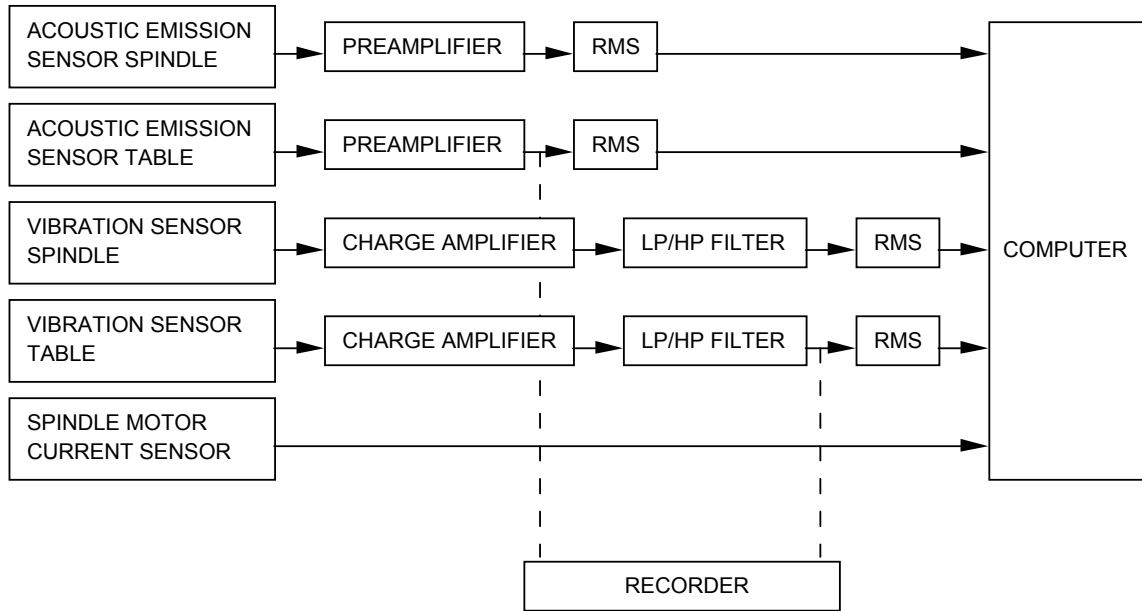 ACOUSTIC EMISSION
SENSOR SPINDLE
PREAMPLIFIER
RMS
ACOUSTIC EMISSION
SENSOR TABLE
PREAMPLIFIER
RMS
VIBRATION SENSOR
SPINDLE
CHARGE AMPLIFIER
LP/HP FILTER
RMS
COMPUTER
VIBRATION SENSOR
TABLE
CHARGE AMPLIFIER
LP/HP FILTER
RMS
SPINDLE MOTOR
CURRENT SENSOR
RECORDER